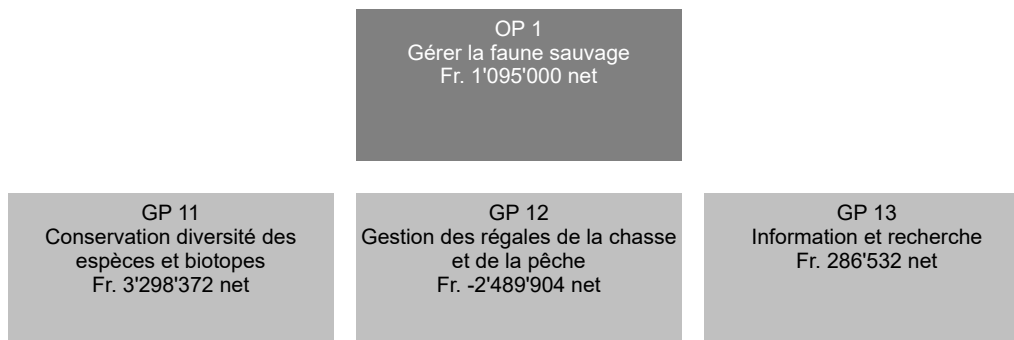 OP 1
Gérer la faune sauvage
Fr. 1'095'000 net
GP 11
Conservation diversité des
espèces et biotopes
Fr. 3'298'372 net
GP 12
Gestion des régales de la chasse
et de la pêche
Fr. -2'489'904 net
GP 13
Information et recherche
Fr. 286'532 net